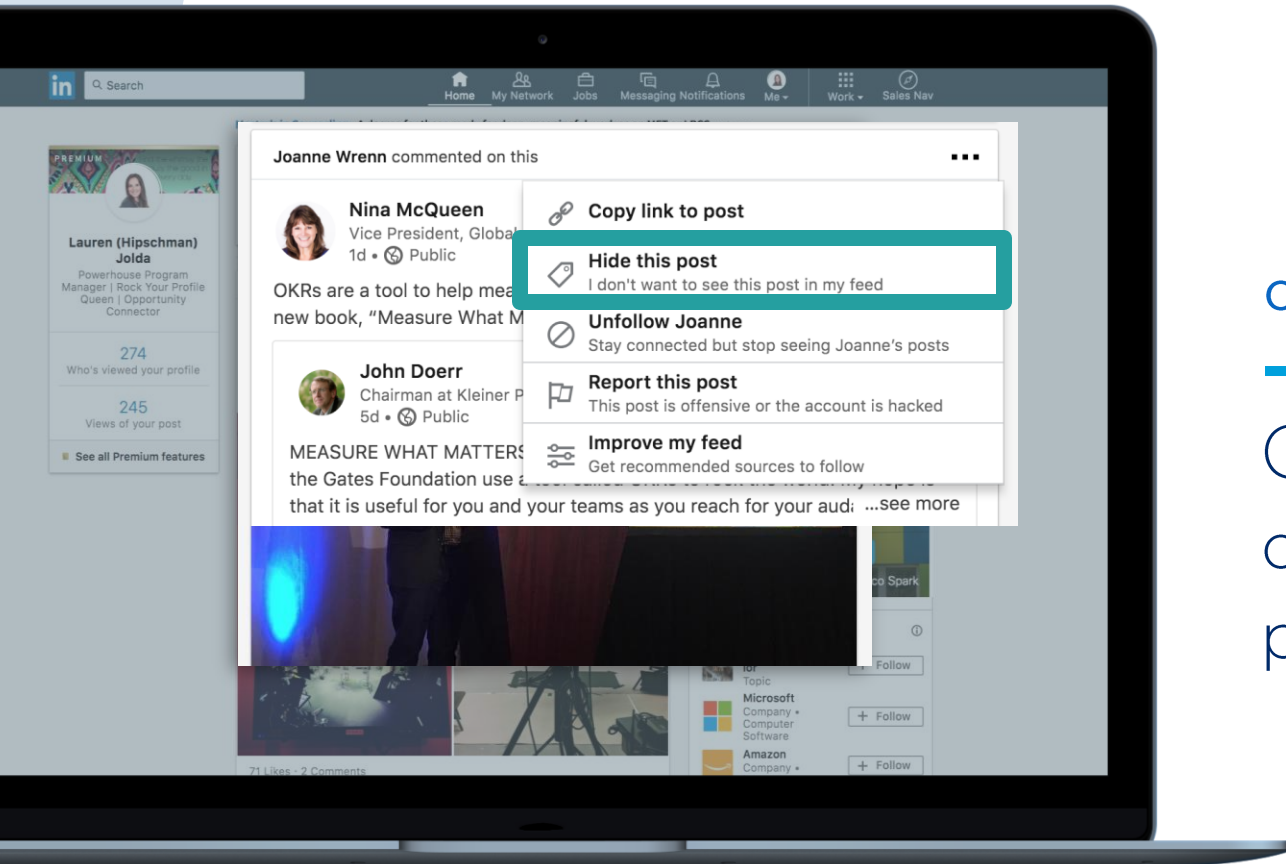 in
Search
Home
My Network
Jobs
Messaging
Notifications
Me
Work
Sales Nav
PREMIUM
Lauren (Hipschman)
Jolda
Powerhouse Program
Manager | Rock Your Profile
Queen | Opportunity
Connector
274
Who's viewed your profile
245
Views of your post
See all Premium features
Joanne Wrenn commented on this
Nina McQueen
Vice President, Global
1d • Public
OKRs are a tool to help mea
new book, “Measure What M
John Doerr
Chairman at Kleiner P
5d • Public
MEASURE WHAT MATTERS
the Gates Foundation use a
that it is useful for you and your teams as you reach for your aud
...see more
Copy link to post
Hide this post
I don't want to see this post in my feed
Unfollow Joanne
Stay connected but stop seeing Joanne’s posts
Report this post
This post is offensive or the account is hacked
Improve my feed
Get recommended sources to follow
co Spark
+ Follow
Topic
Microsoft
Company •
Computer
Software
+ Follow
Amazon
Company •
+ Follow
71 Likes · 2 Comments